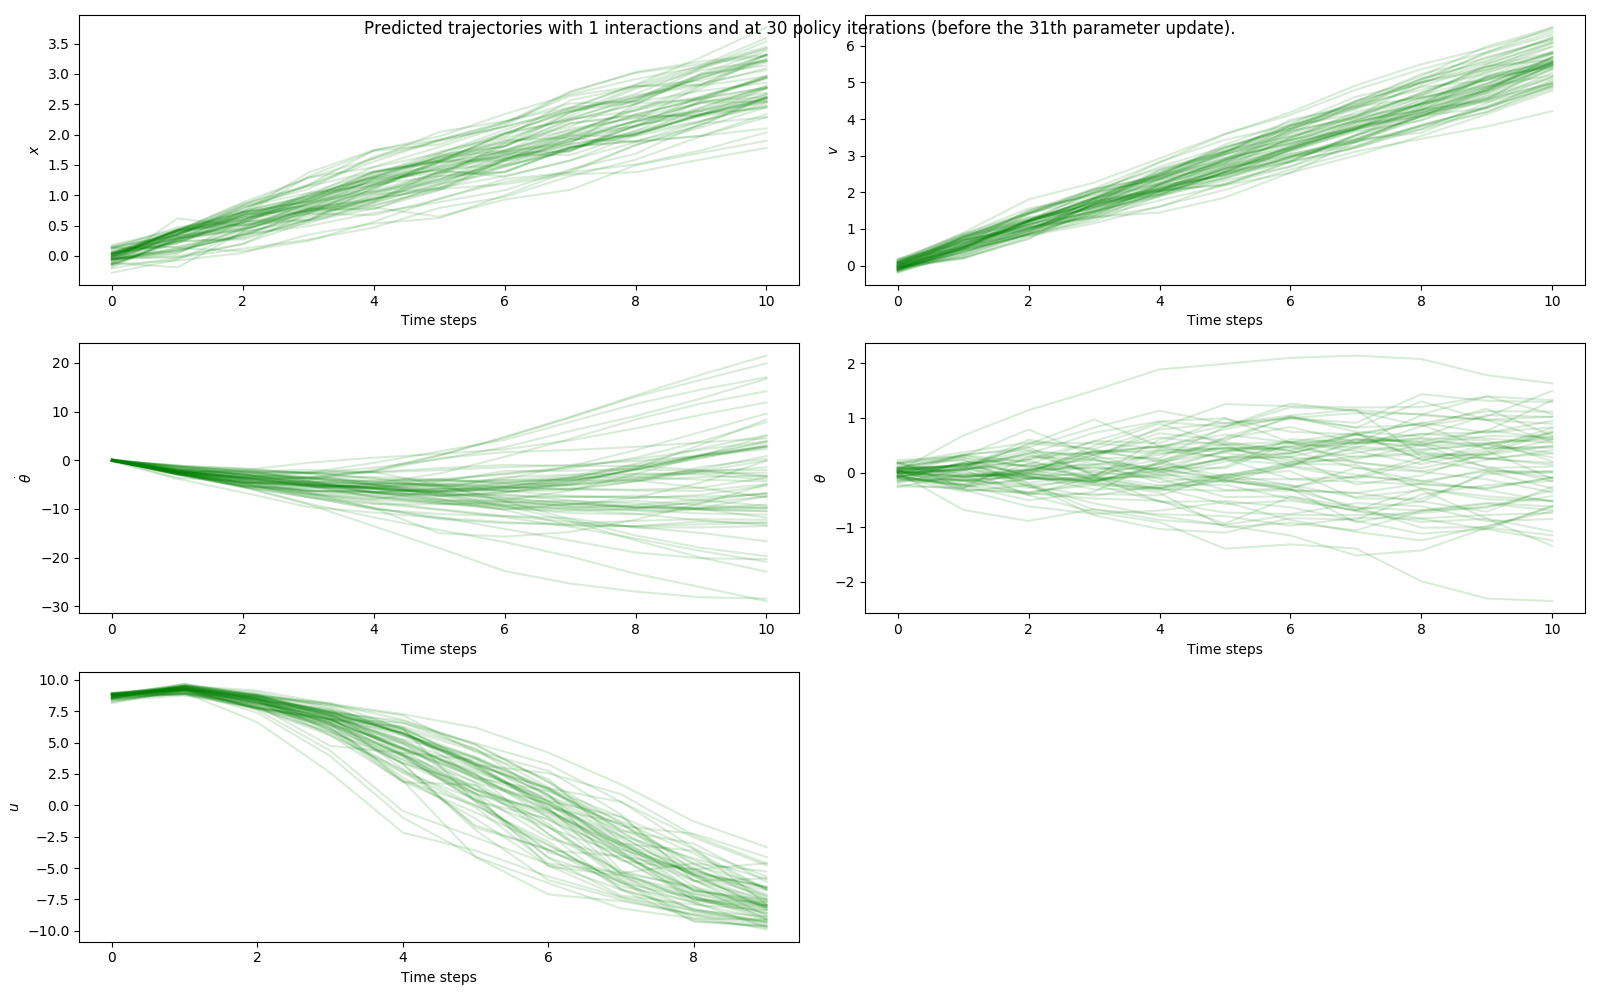 Predicted trajectories with 1 interactions and at 30 policy iterations (before the 31th parameter update).
3.5
3.0
2.5
2.0
1.5
1.0
0.5
0.0
x
0 2 4 6 8 10
Time steps
6
5
4
3
2
1
0
v
0 2 4 6 8 10
Time steps
20
10
0
−10
−20
−30
θ̇
0 2 4 6 8 10
Time steps
2
1
0
−1
−2
θ
0 2 4 6 8 10
Time steps
10.0
7.5
5.0
2.5
0.0
−2.5
−5.0
−7.5
−10.0
u
0 2 4 6 8
Time steps